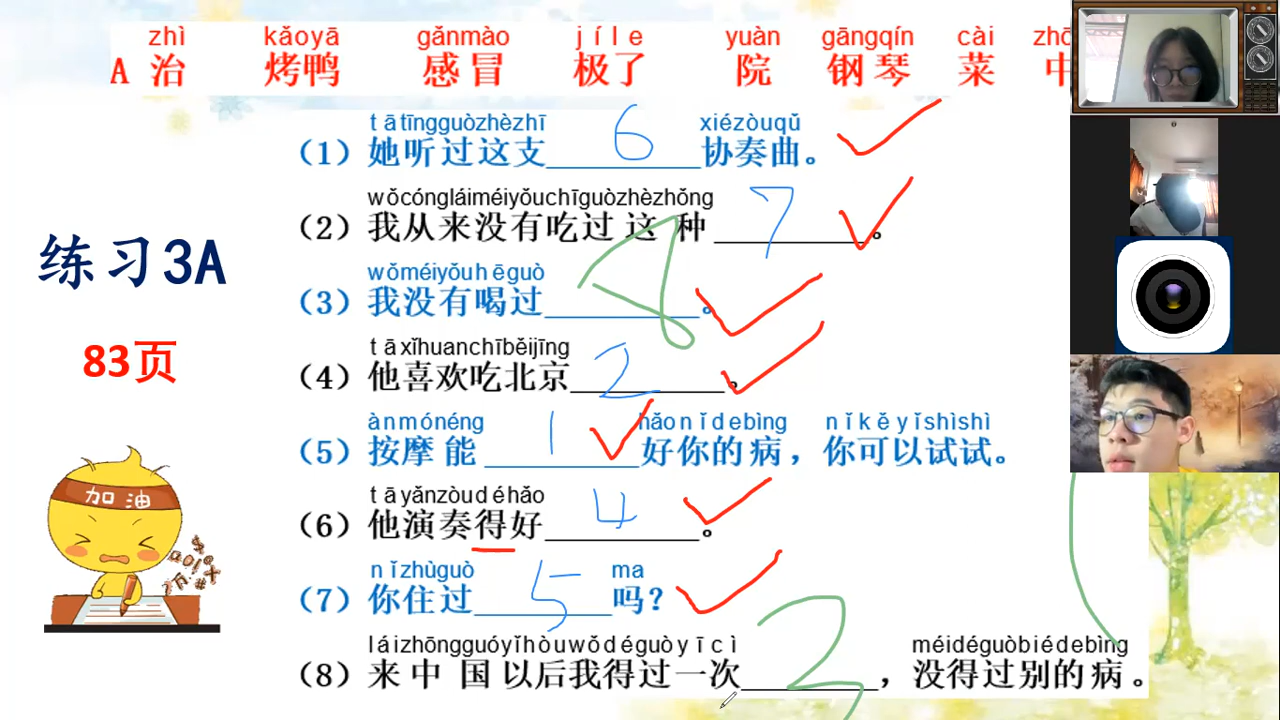 zhì kǎoyā gǎnmào jíle yuàn gāngqín cài
A 治 烤鸭 感冒 极了 院 钢琴 菜
tātīngguòzhèzhī xiézòuqǔ
(1) 她听过这支 6 协奏曲。
wǒcóngláiméiyǒuchīguòzhèzhǒng
(2) 我从来没有吃过这种 7 。
练习3A
wǒméiyǒuhēguò
(3) 我没有喝过 8 。
83页
tāxǐhuanchīběijīng
(4) 他喜欢吃北京 2 。
ànmónéng hǎonǐdebìng nǐkěyǐshìshì
(5) 按摩能 1 好你的病，你可以试试。
加油
tāyǎnzòudéhǎo
(6) 他演奏得好 4 。
nǐzhùguò ma
(7) 你住过 5 吗？
láizhōngguóyǐhòuwǒdéguòyīcì méidéguòbiédebìng
(8) 来中国以后我得过一次 3 ，没得过别的病。